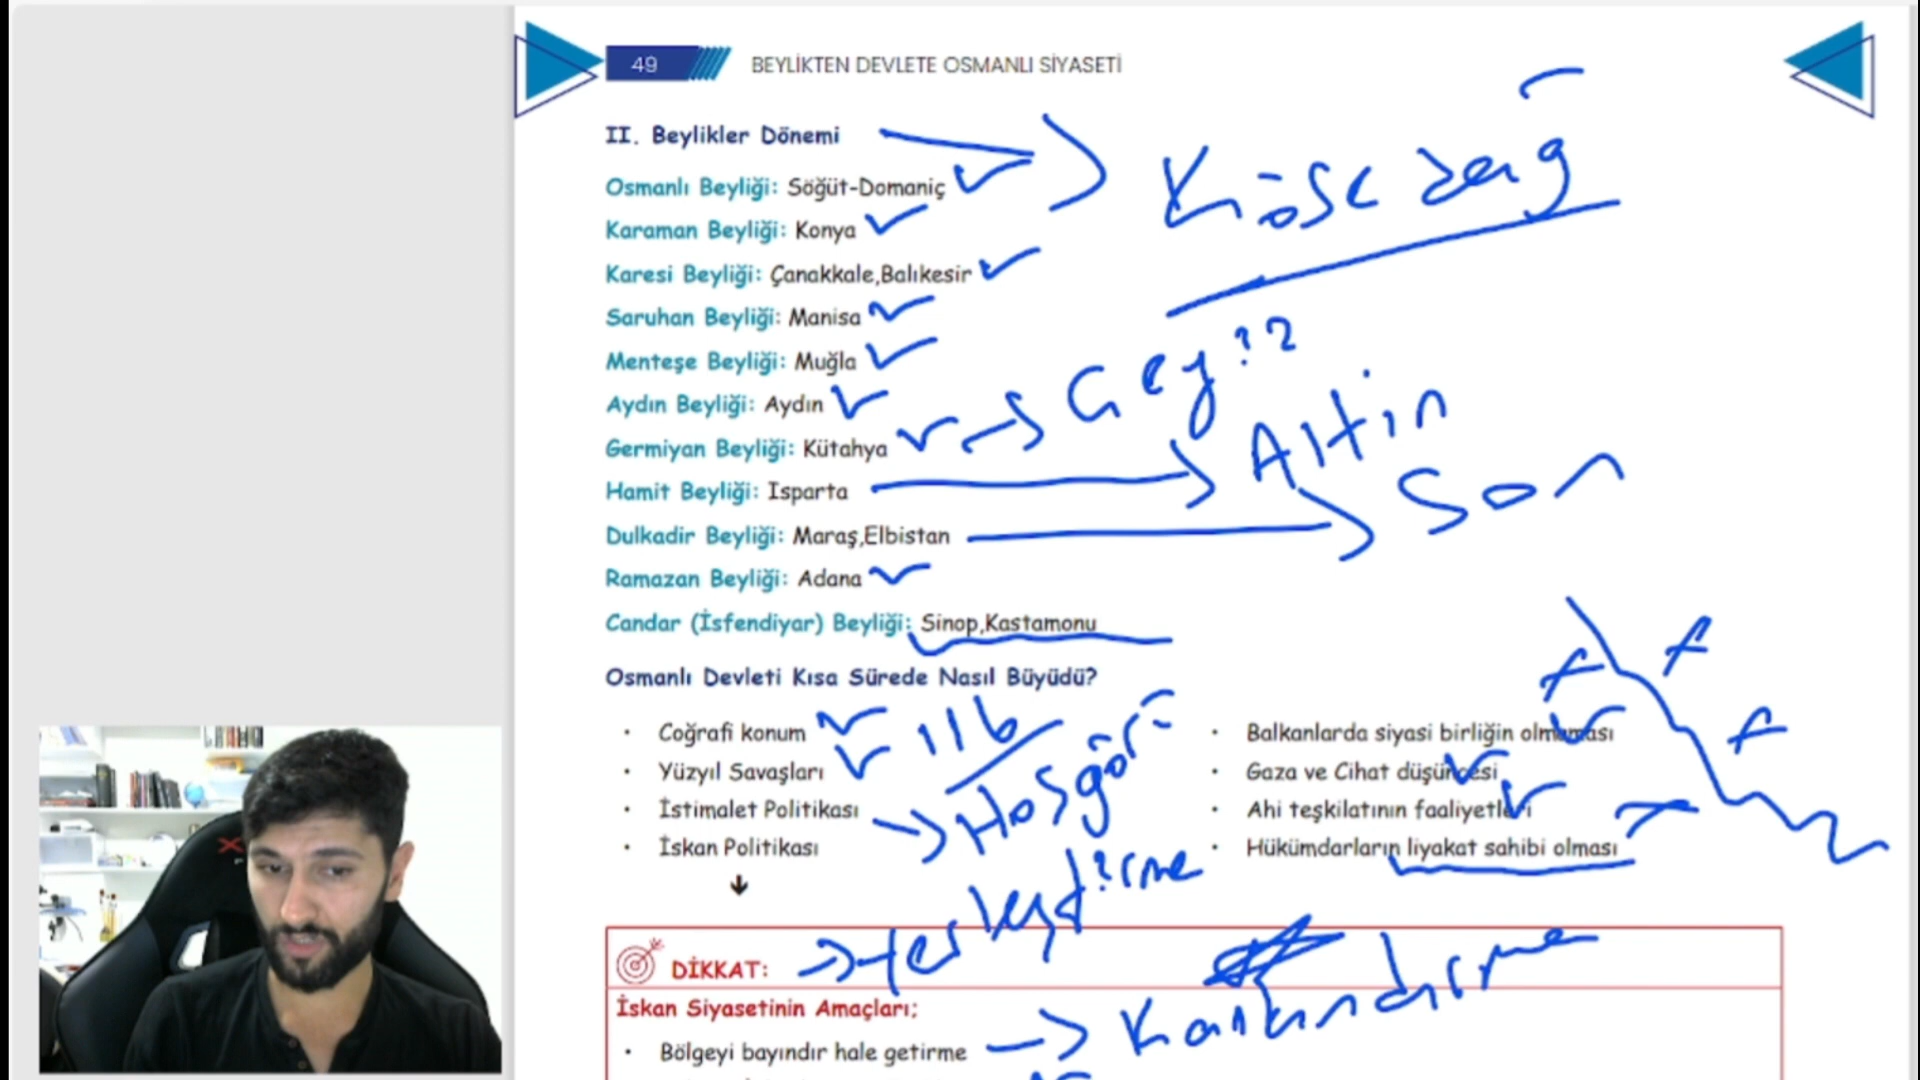 49 BEYLİKTEN DEVLETE OSMANLI SİYASETİ
II. Beylikler Dönemi
Kösedağ
Osmanlı Beyliği: Söğüt-Domaniç
Karaman Beyliği: Konya
Karesi Beyliği: Çanakkale,Balıkesir
Saruhan Beyliği: Manisa
Menteşe Beyliği: Muğla
Aydın Beyliği: Aydın
Germiyan Beyliği: Kütahya
Hamit Beyliği: Isparta
Altın
Dulkadir Beyliği: Maraş,Elbistan
Son
Ramazan Beyliği: Adana
Candar (İsfendiyar) Beyliği: Sinop,Kastamonu
Osmanlı Devleti Kısa Sürede Nasıl Büyüdü?
• Coğrafi konum
116
• Yüzyıl Savaşları
• İstimalet Politikası
Hoşgörü
• İskan Politikası
yerleştirme
• Balkanlarda siyasi birliğin olmaması
• Gaza ve Cihat düşüncesi
• Ahi teşkilatının faaliyetleri
• Hükümdarların liyakat sahibi olması
DİKKAT:
İskan Siyasetinin Amaçları;
• Bölgeyi bayındır hale getirme
Kalkındırma